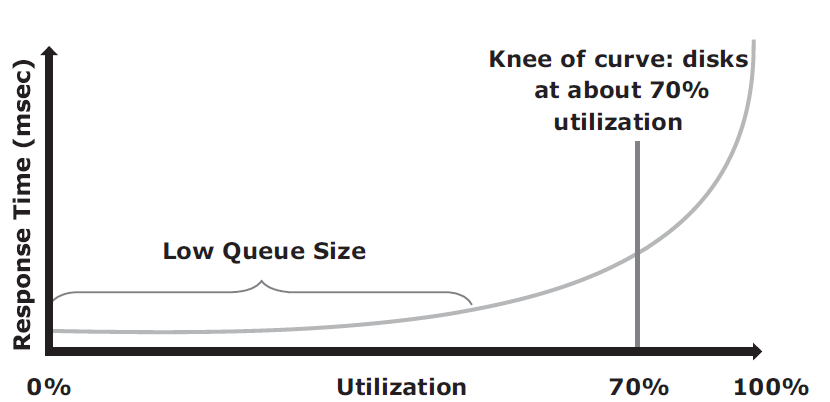 Knee of curve: disks
at about 70%
utilization
Response Time (msec)
Low Queue Size
0%
Utilization
70%
100%